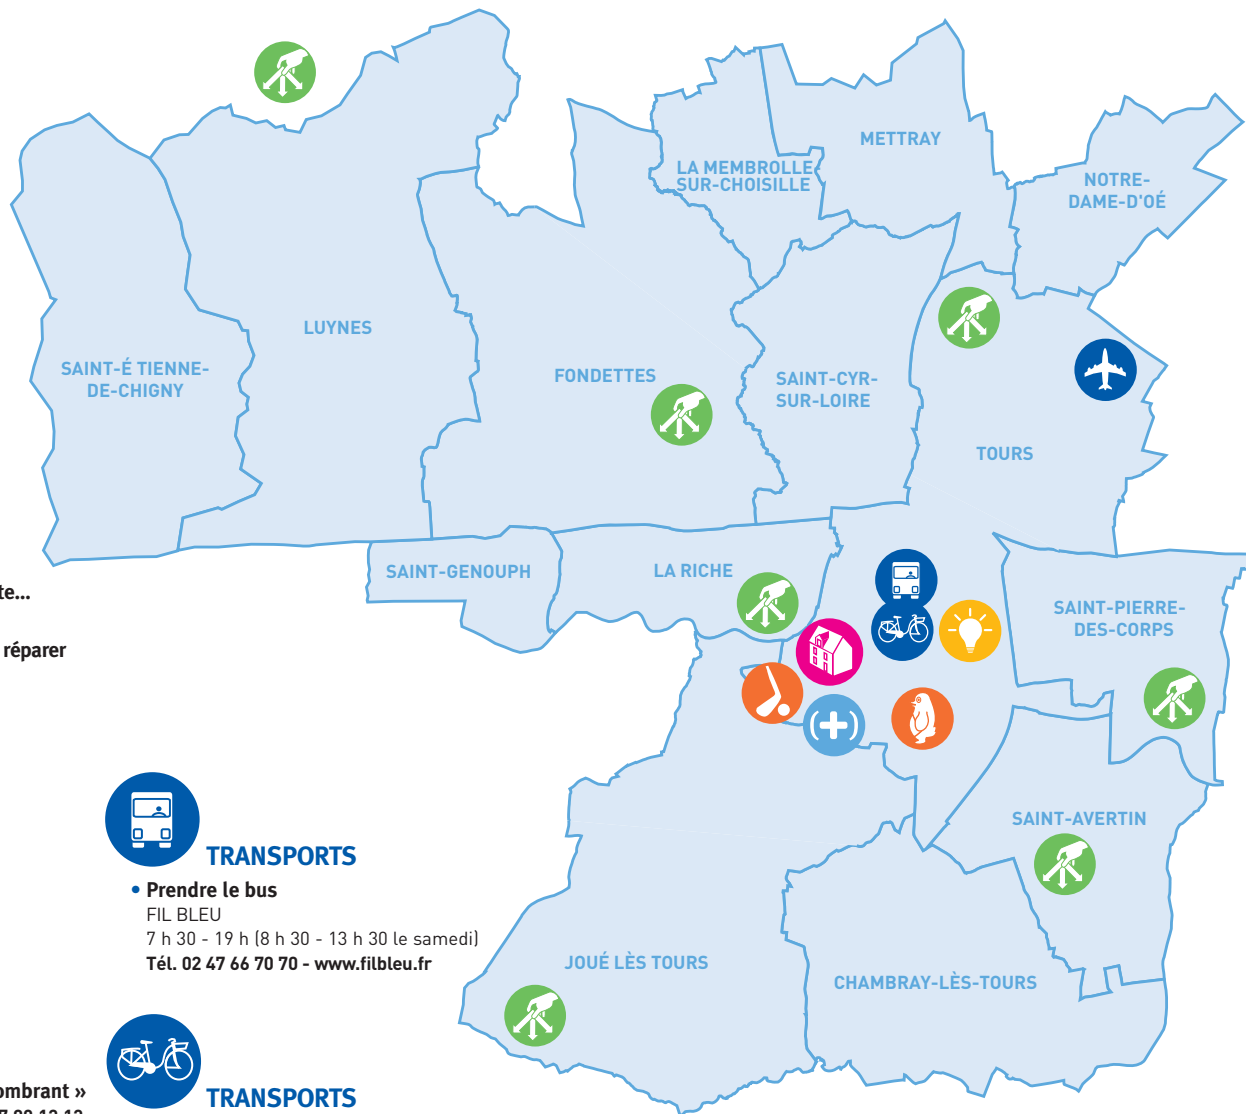 METTRAY
LA MEMBROLLE
SUR-CHOISILLE
NOTRE-
DAME-D'OÉ
LUYNES
SAINT-É TIENNE-
DE-CHIGNY
FONDETTES
SAINT-CYR-
SUR-LOIRE
TOURS
SAINT-GENOUPH
LA RICHE
SAINT-PIERRE-
DES-CORPS
SAINT-AVERTIN
JOUÉ LÈS TOURS
CHAMBRAY-LÈS-TOURS
te...
réparer
TRANSPORTS
• Prendre le bus
FIL BLEU
7 h 30 - 19 h (8 h 30 - 13 h 30 le samedi)
Tél. 02 47 66 70 70 - www.filbleu.fr
ombrant »
TRANSPORTS